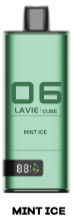 06
LAVIE | CUBE
MINT ICE
88
MINT ICE